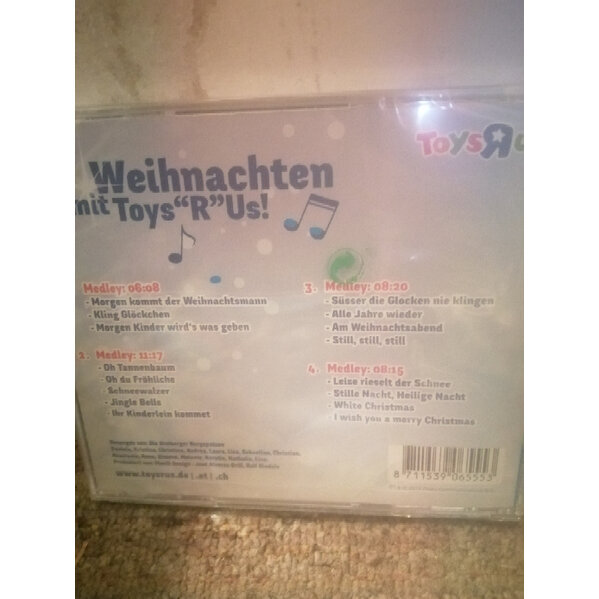 ToysЯU
Weihnachten
mit Toys“R”Us!
Medley: 06:08
- Morgen kommt der Weihnachtsmann
- Kling Glöckchen
- Morgen Kinder wird's was geben
2. Medley: 11:17
- Oh Tannenbaum
- Oh du Fröhliche
- Schneewalzer
- Jingle Bells
- Ihr Kinderlein kommet
3. Medley: 08:20
- Süsser die Glocken nie klingen
- Alle Jahre wieder
- Am Weihnachtsabend
- Still, still, still
4. Medley: 08:15
- Leise rieselt der Schnee
- Stille Nacht, Heilige Nacht
- White Christmas
- I wish you a merry Christmas
Gesungen von: Die
www.toysrus.de | .at | .ch
8 711539 065553